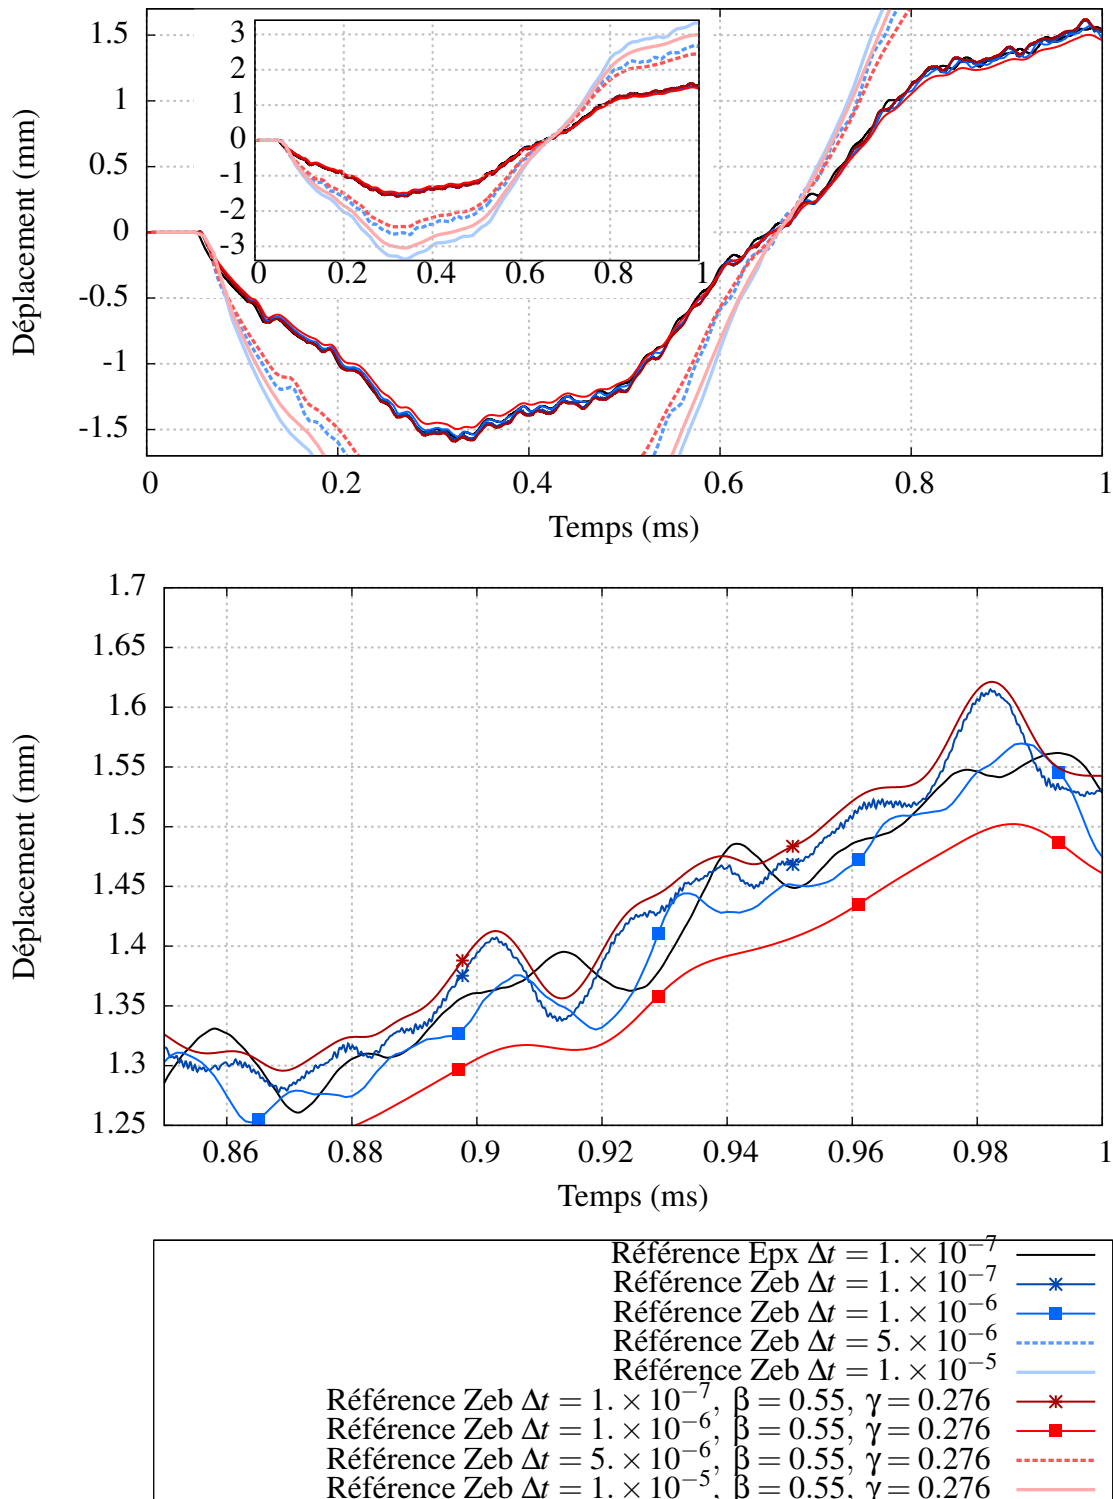 1.5
1
0.5
0
-0.5
-1
-1.5
Déplacement (mm)
3
2
1
0
-1
-2
-3
0 0.2 0.4 0.6 0.8 1
0 0.2 0.4 0.6 0.8 1
Temps (ms)
1.7
1.65
1.6
1.55
1.5
1.45
1.4
1.35
1.3
1.25
Déplacement (mm)
0.86 0.88 0.9 0.92 0.94 0.96 0.98 1
Temps (ms)
Référence Epx Δt = 1. × 10⁻⁷
Référence Zeb Δt = 1. × 10⁻⁷
Référence Zeb Δt = 1. × 10⁻⁶
Référence Zeb Δt = 5. × 10⁻⁶
Référence Zeb Δt = 1. × 10⁻⁵
Référence Zeb Δt = 1. × 10⁻⁷, β = 0.55, γ = 0.276
Référence Zeb Δt = 1. × 10⁻⁶, β = 0.55, γ = 0.276
Référence Zeb Δt = 5. × 10⁻⁶, β = 0.55, γ = 0.276
Référence Zeb Δt = 1. × 10⁻⁵, β = 0.55, γ = 0.276